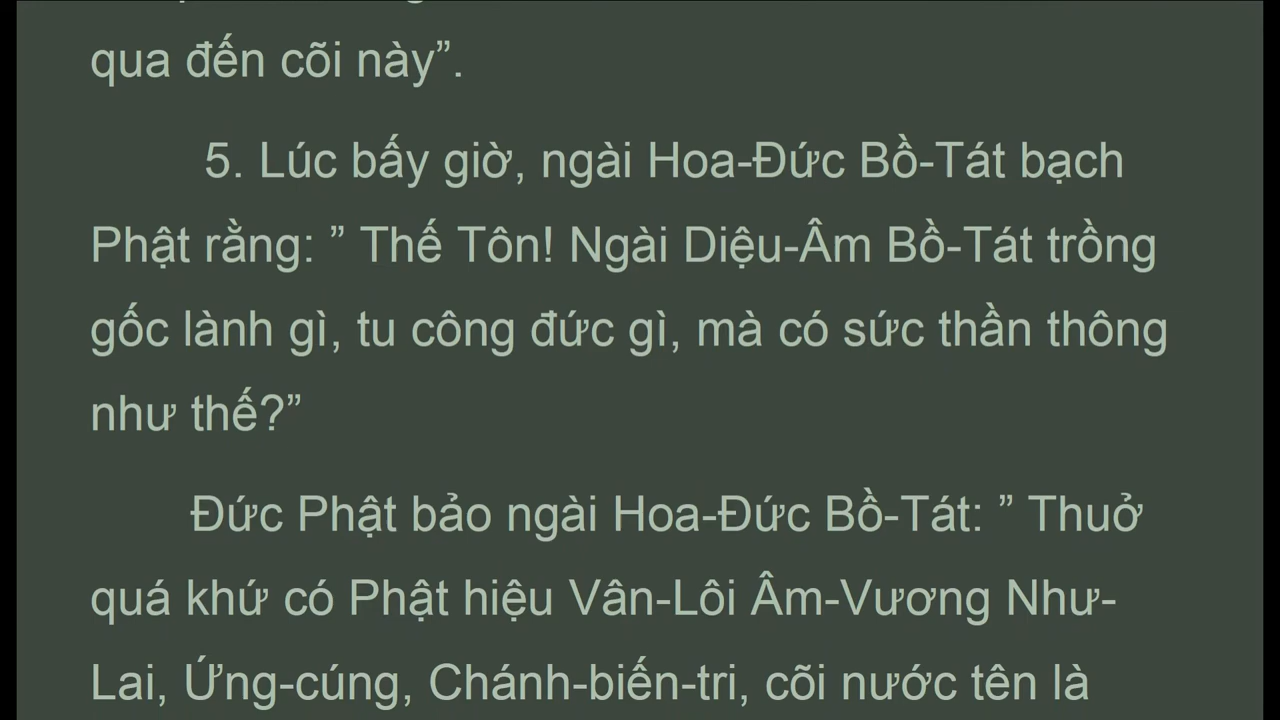 qua đến cõi này”.
5. Lúc bấy giờ, ngài Hoa-Đức Bồ-Tát bạch
Phật rằng: ” Thế Tôn! Ngài Diệu-Âm Bồ-Tát trồng
gốc lành gì, tu công đức gì, mà có sức thần thông
như thế?”
Đức Phật bảo ngài Hoa-Đức Bồ-Tát: ” Thuở
quá khứ có Phật hiệu Vân-Lôi Âm-Vương Như-
Lai, Ứng-cúng, Chánh-biến-tri, cõi nước tên là